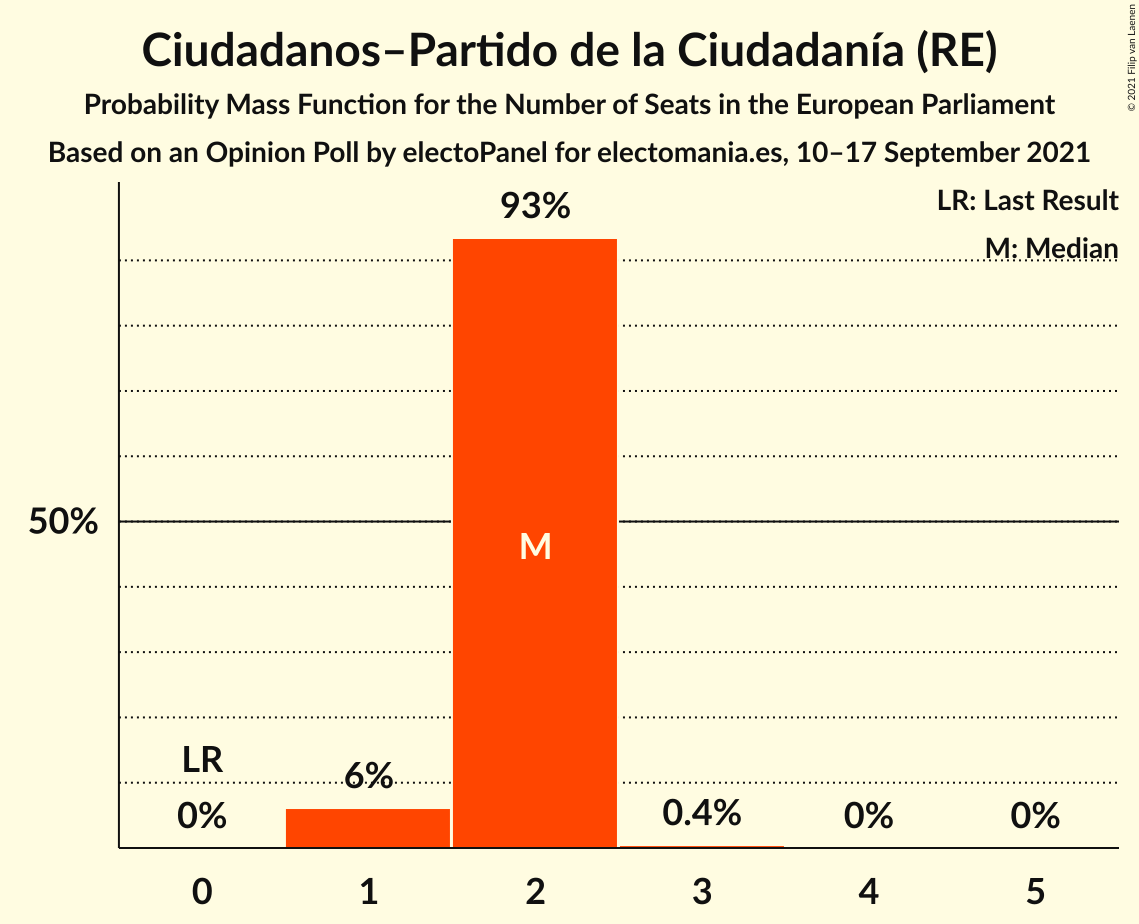 Ciudadanos–Partido de la Ciudadanía (RE)
Probability Mass Function for the Number of Seats in the European Parliament
Based on an Opinion Poll by electoPanel for electomania.es, 10–17 September 2021
© 2021 Filip van Laenen
LR: Last Result
M: Median
93%
50%
M
LR
0%
6%
0.4%
0%
0%
0 1 2 3 4 5